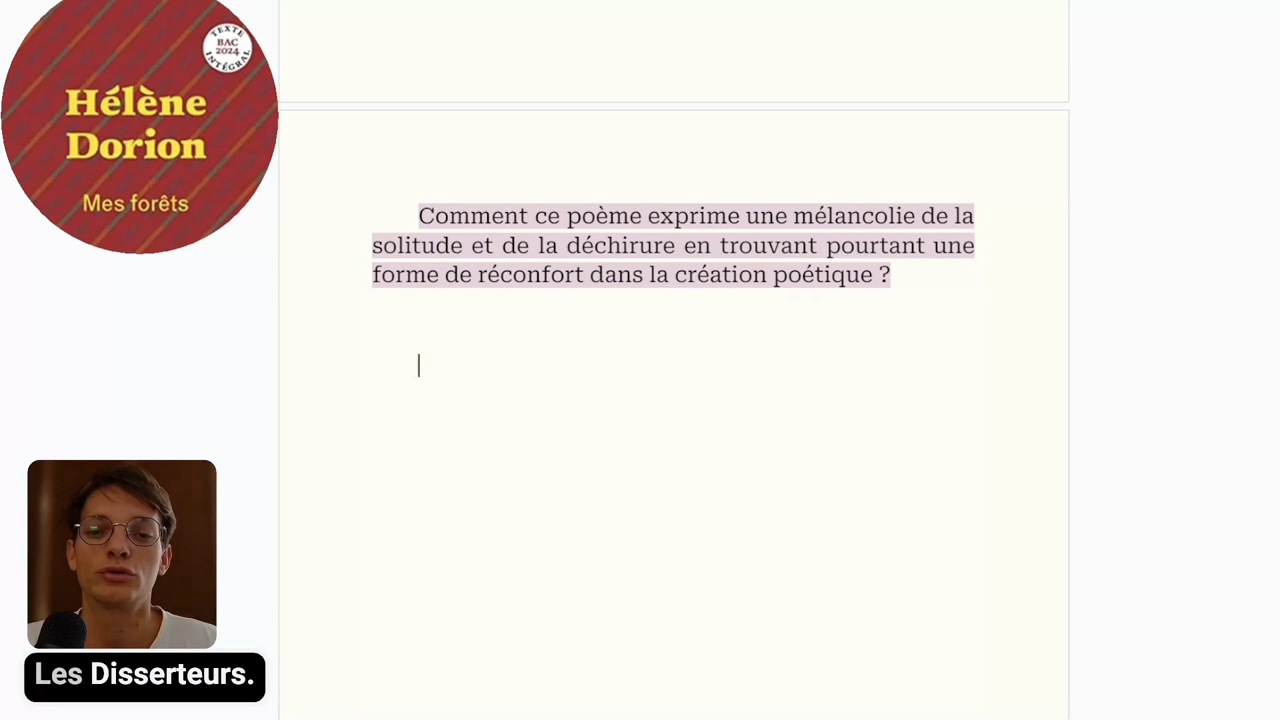 TEXTE
BAC
2024
INTÉGRAL
Hélène
Dorion
Mes forêts
Comment ce poème exprime une mélancolie de la
solitude et de la déchirure en trouvant pourtant une
forme de réconfort dans la création poétique ?
Les Disserteurs.